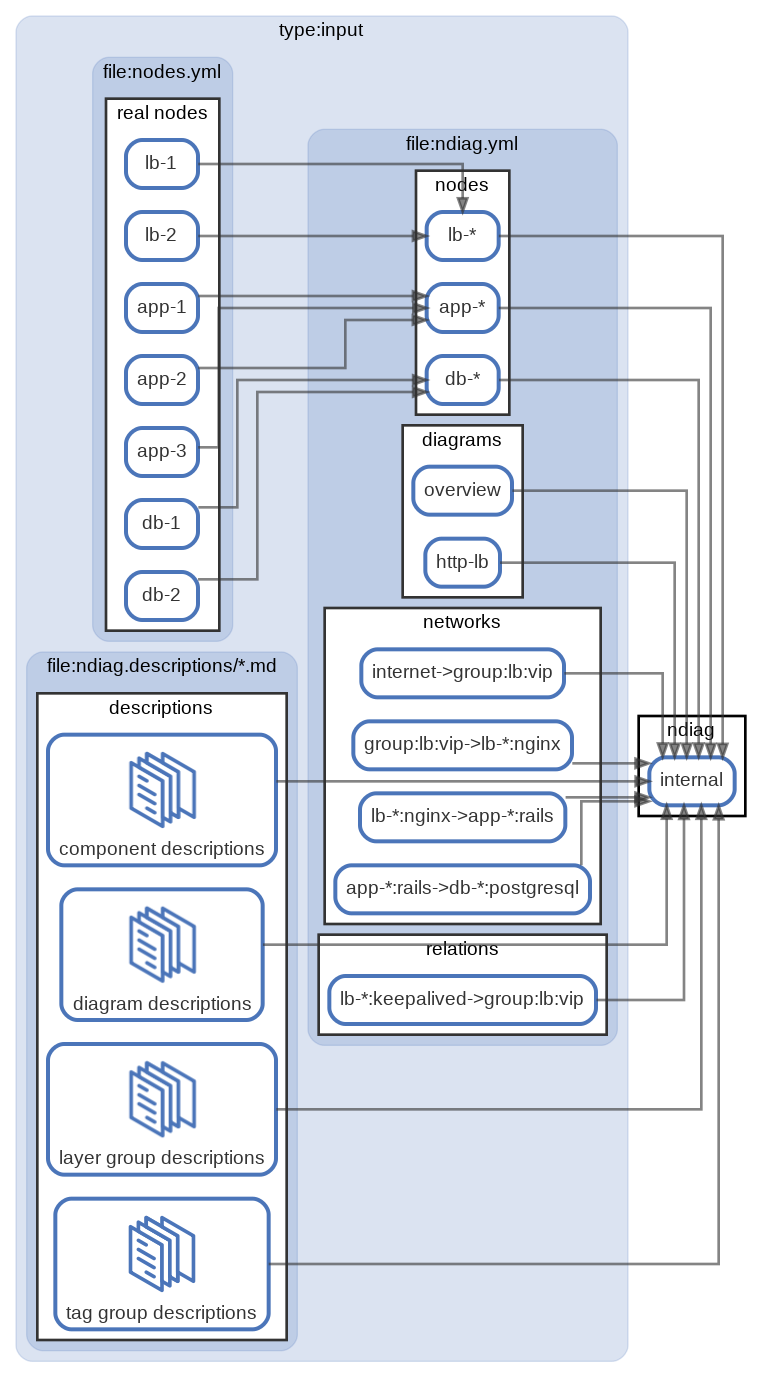 type:input
file:nodes.yml
real nodes
lb-1
lb-2
app-1
app-2
app-3
db-1
db-2
file:ndiag.yml
nodes
lb-*
app-*
db-*
diagrams
overview
http-lb
networks
internet->group:lb:vip
group:lb:vip->lb-*:nginx
lb-*:nginx->app-*:rails
app-*:rails->db-*:postgresql
relations
lb-*:keepalived->group:lb:vip
file:ndiag.descriptions/*.md
descriptions
component descriptions
diagram descriptions
layer group descriptions
tag group descriptions
ndiag
internal